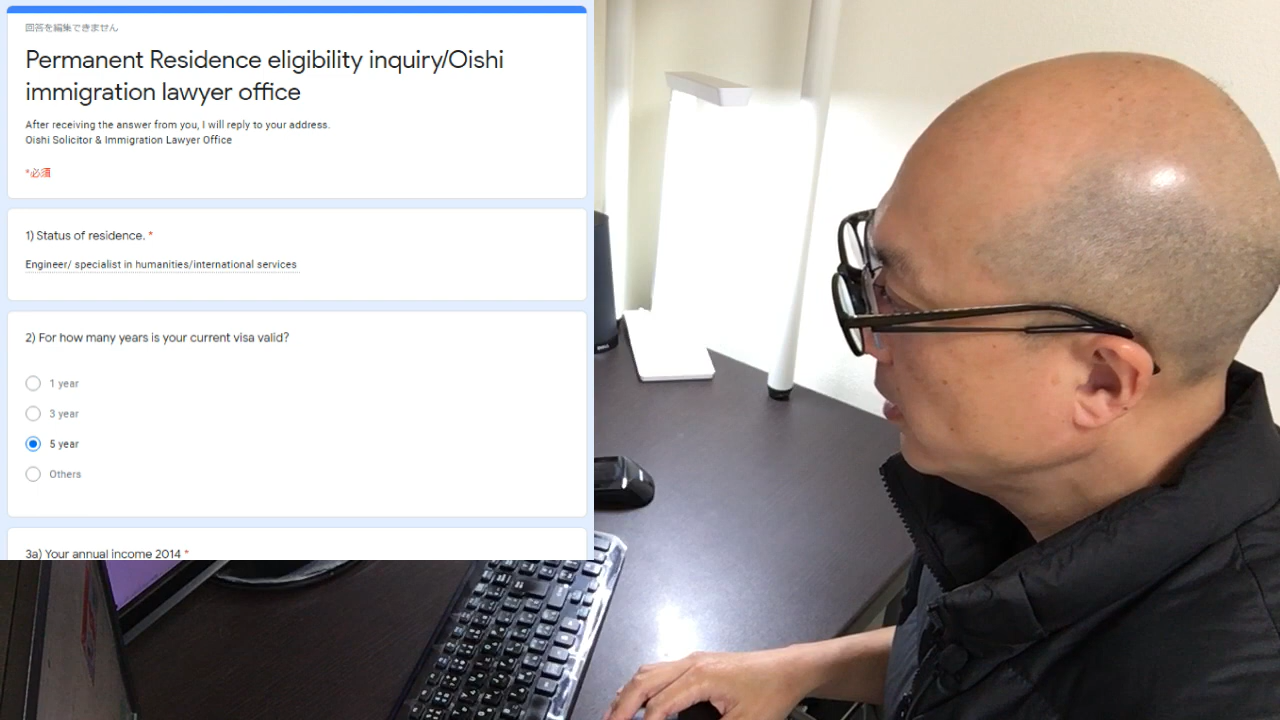 回答を編集できません
Permanent Residence eligibility inquiry/Oishi
immigration lawyer office
After receiving the answer from you, I will reply to your address.
Oishi Solicitor & Immigration Lawyer Office
*必須
1) Status of residence. *
Engineer/ specialist in humanities/international services
2) For how many years is your current visa valid?
1 year
3 year
5 year
Others
3a) Your annual income 2014 *